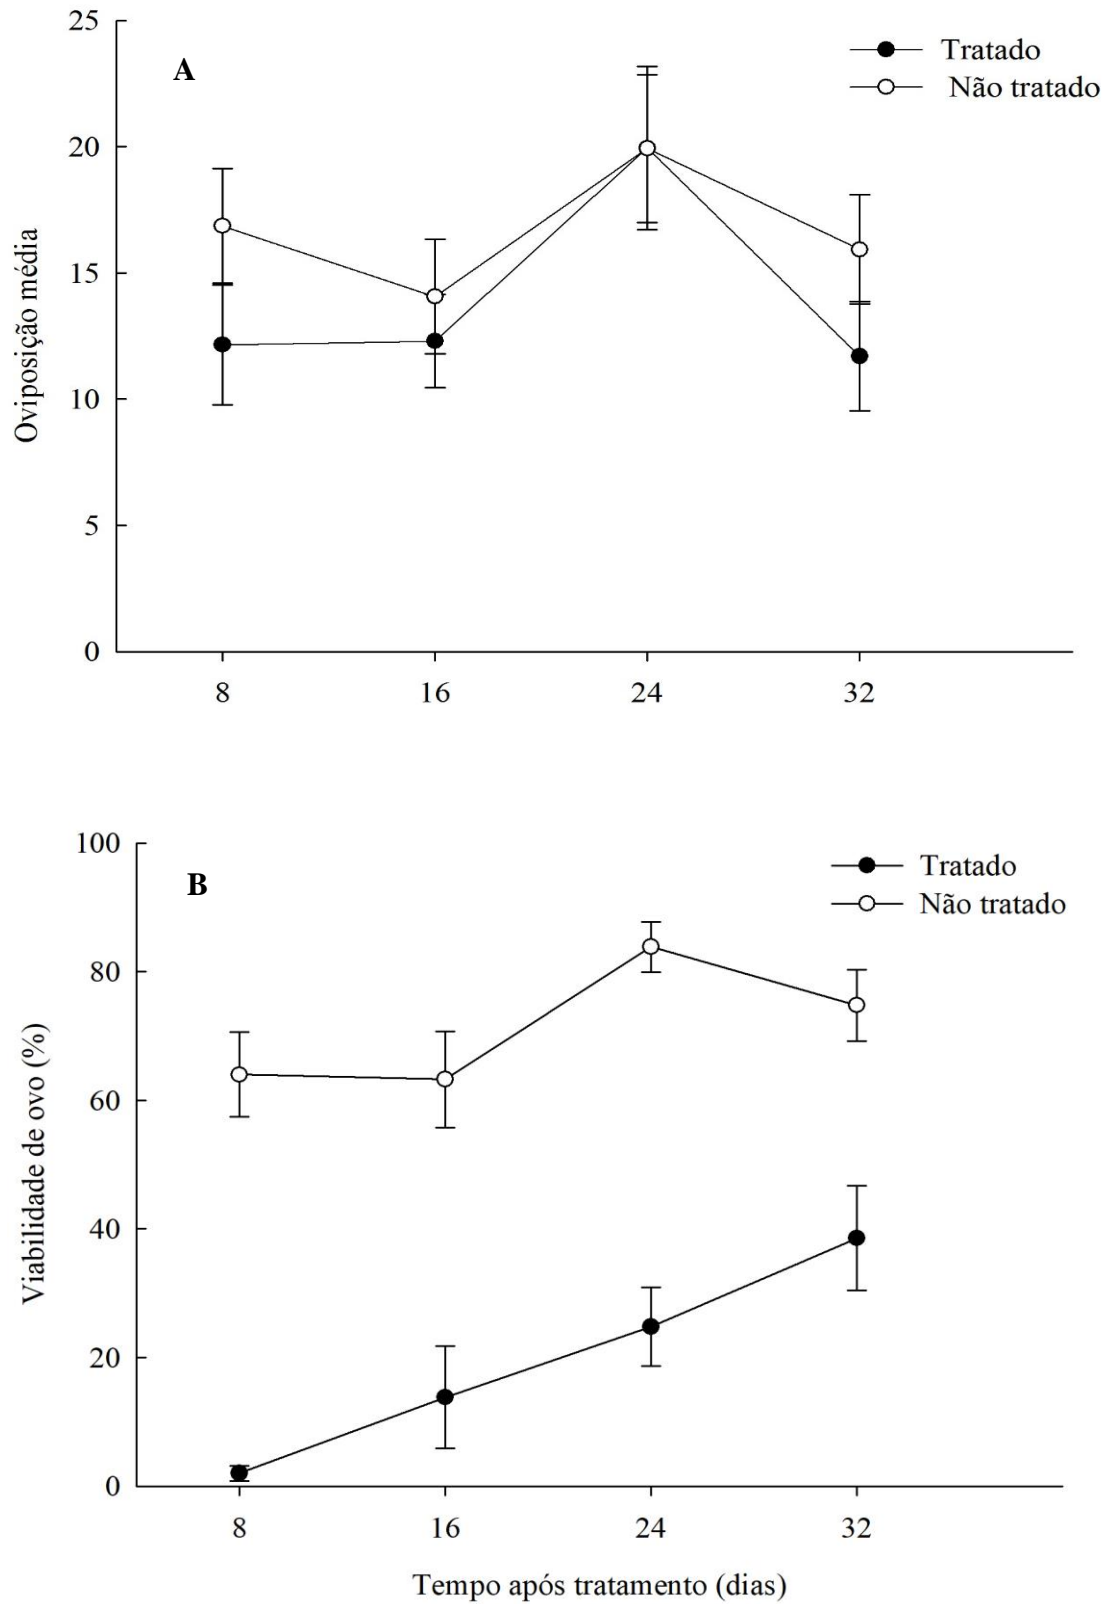 25
A
Tratado
Não tratado
20
15
10
5
0
Oviposição média
8 16 24 32
100
B
Tratado
Não tratado
80
60
40
20
0
Viabilidade de ovo (%)
8 16 24 32
Tempo após tratamento (dias)